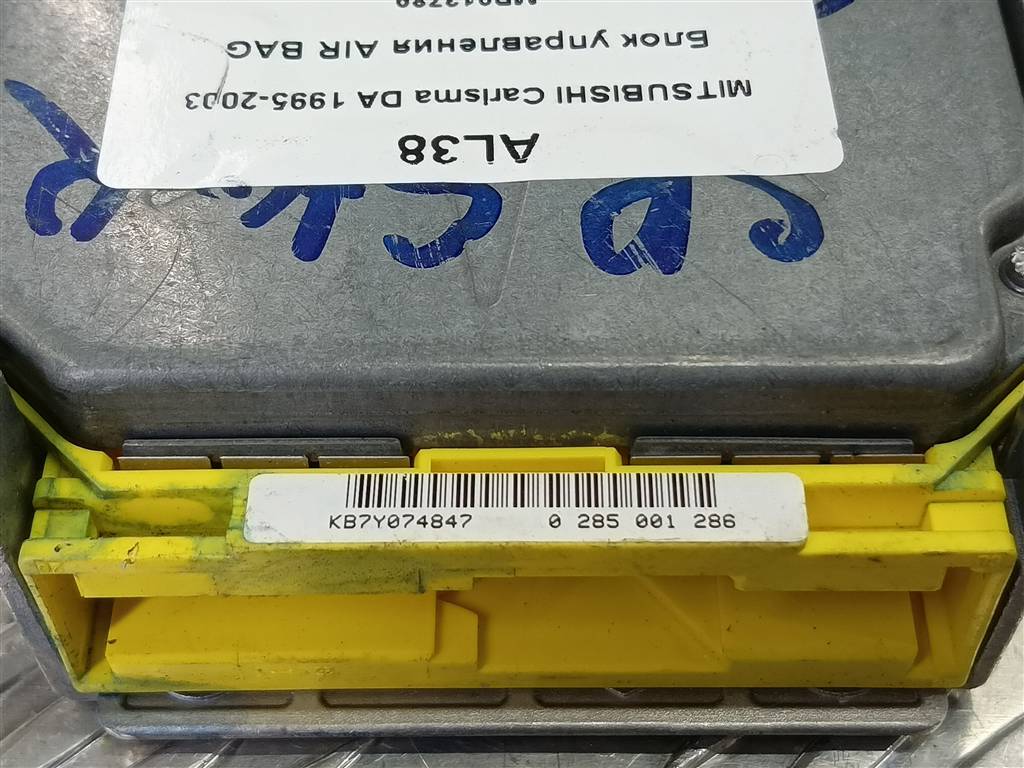 AL38
MITSUBISHI Carisma DA 1995-2003
Блок управления AIR BAG
KB7Y074847 0 285 001 286